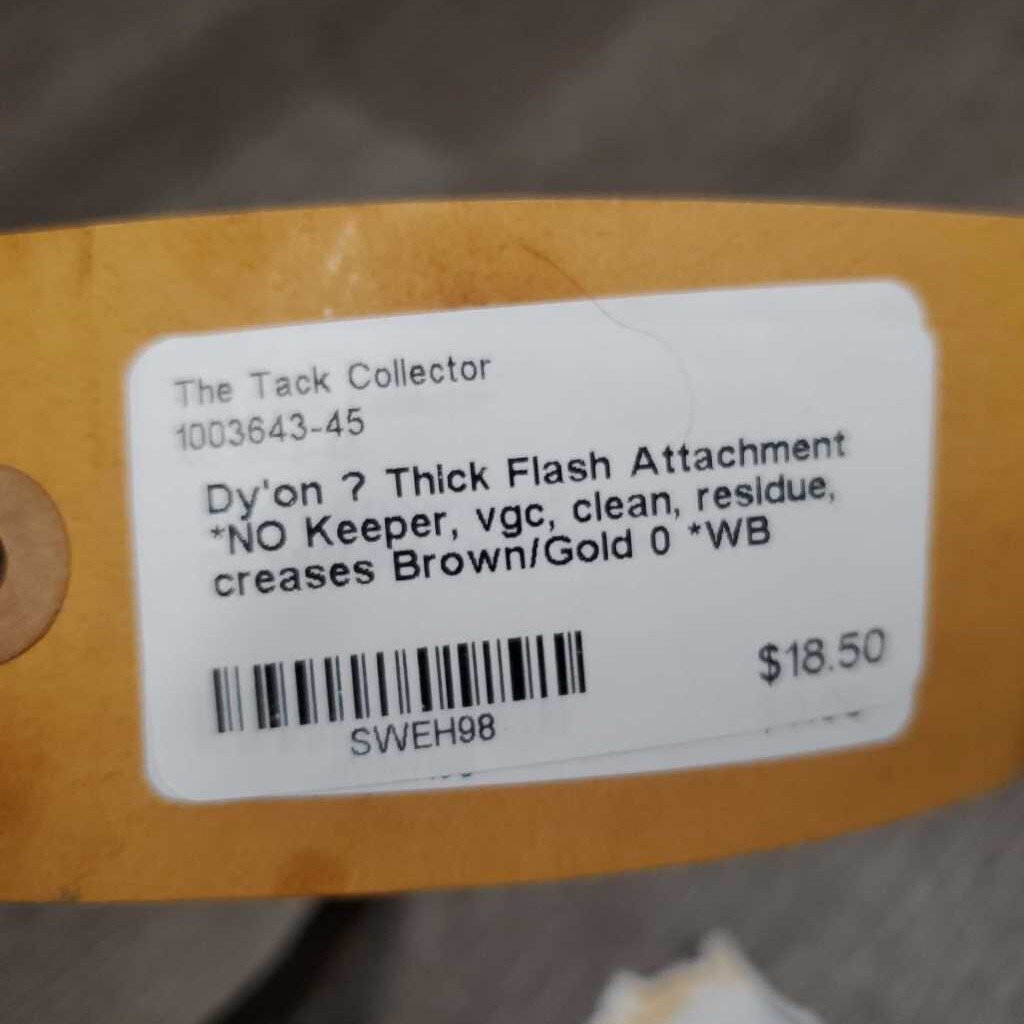 The Tack Collector
1003643-45
Dy'on ? Thick Flash Attachment
*NO Keeper, vgc, clean, residue,
creases Brown/Gold 0 *WB
$18.50
SWEH98